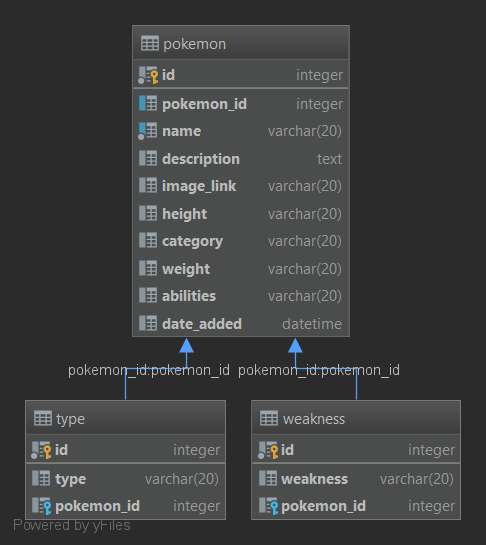 pokemon
id integer
pokemon_id integer
name varchar(20)
description text
image_link varchar(20)
height varchar(20)
category varchar(20)
weight varchar(20)
abilities varchar(20)
date_added datetime
pokemon_id:pokemon_id pokemon_id:pokemon_id
type
id integer
type varchar(20)
pokemon_id integer
weakness
id integer
weakness varchar(20)
pokemon_id integer
Powered by yFiles